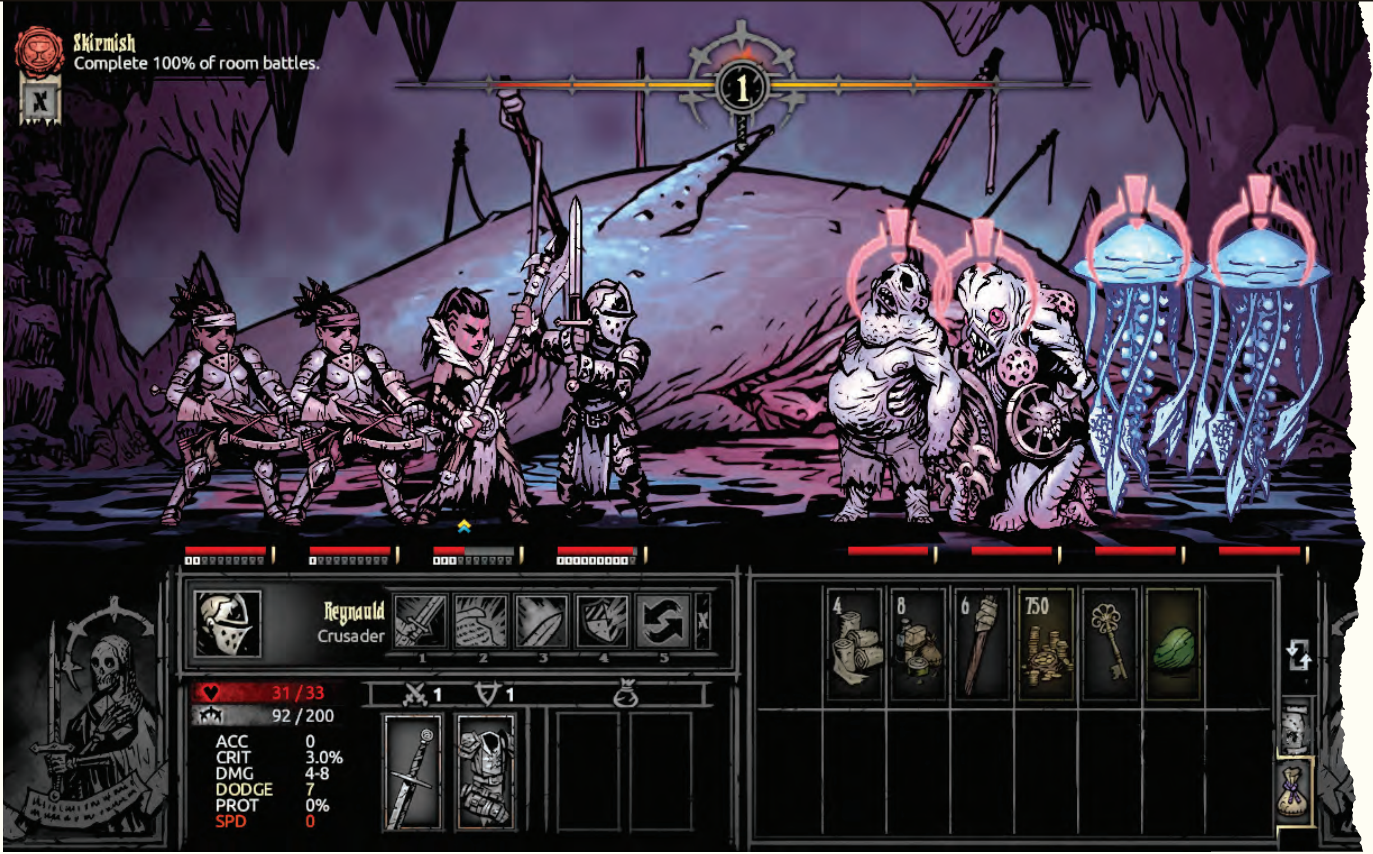 Skirmish
Complete 100% of room battles.
X
1
Reynauld
Crusader
X
1 2 3 4 5
31 / 33
92 / 200
1 1
ACC 0
CRIT 3.0%
DMG 4-8
DODGE 7
PROT 0%
SPD 0
4 8 6 750